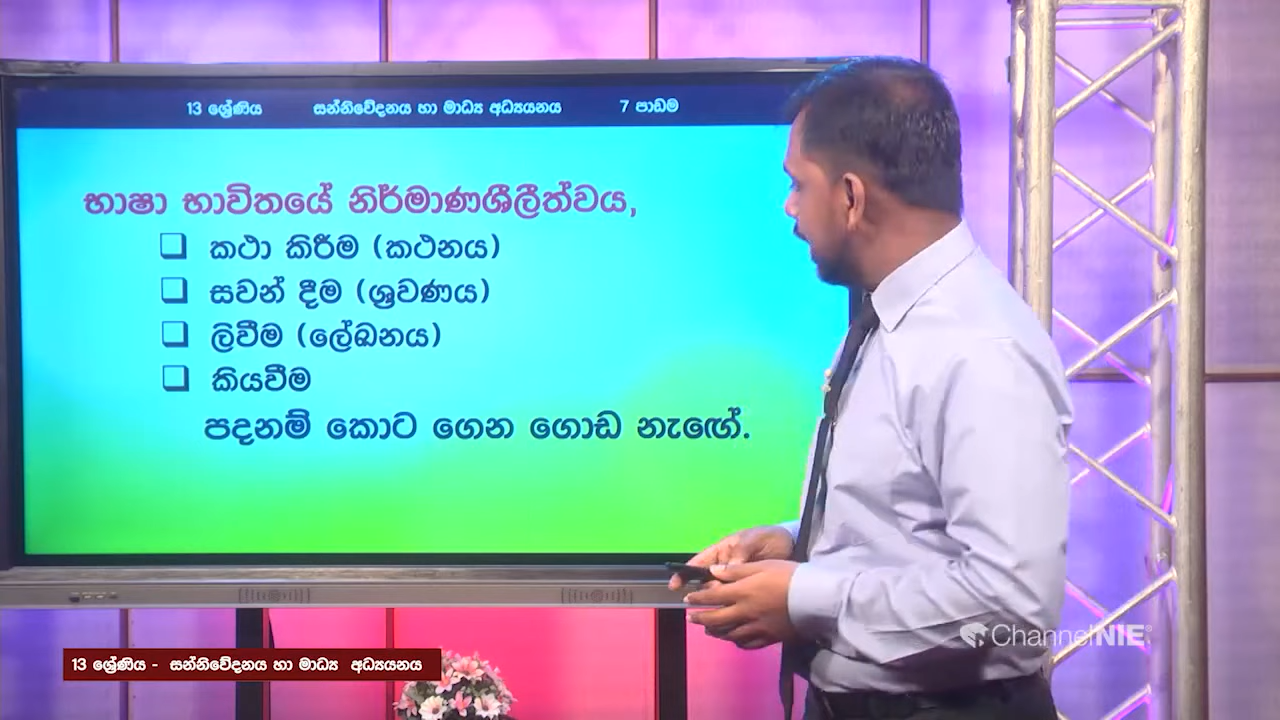 13 ශ්‍රේණිය සන්නිවේදනය හා මාධ්‍ය අධ්‍යයනය 7 පාඩම
භාෂා භාවිතයේ නිර්මාණශීලීත්වය,
කථා කිරීම (කථනය)
සවන් දීම (ශ්‍රවණය)
ලිවීම (ලේඛනය)
කියවීම
පදනම් කොට ගෙන ගොඩ නැඟේ.
ChannelNIE
13 ශ්‍රේණිය - සන්නිවේදනය හා මාධ්‍ය අධ්‍යයනය